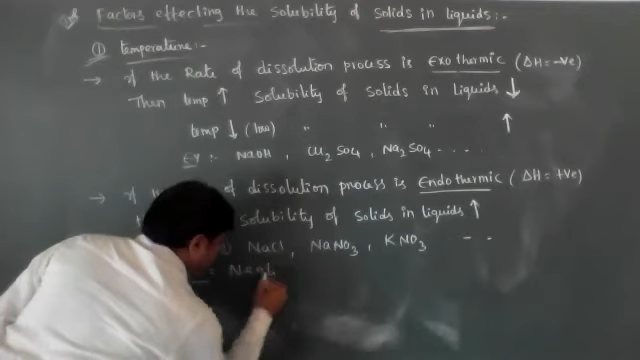 Factors effecting the Solubility of Solids in liquids:-
① temperature:-
→ if the Rate of dissolution process is Exothermic (ΔH = -ve)
Then temp ↑ Solubility of Solids in Liquids ↓
temp ↓ (low) " " " ↑
Ex:- NaOH, Cu2SO4, Na2SO4 - - - -
→ if of dissolution process is Endothermic (ΔH = +ve)
Solubility of Solids in liquids ↑
NaCl, NaNO3, KNO3 - -